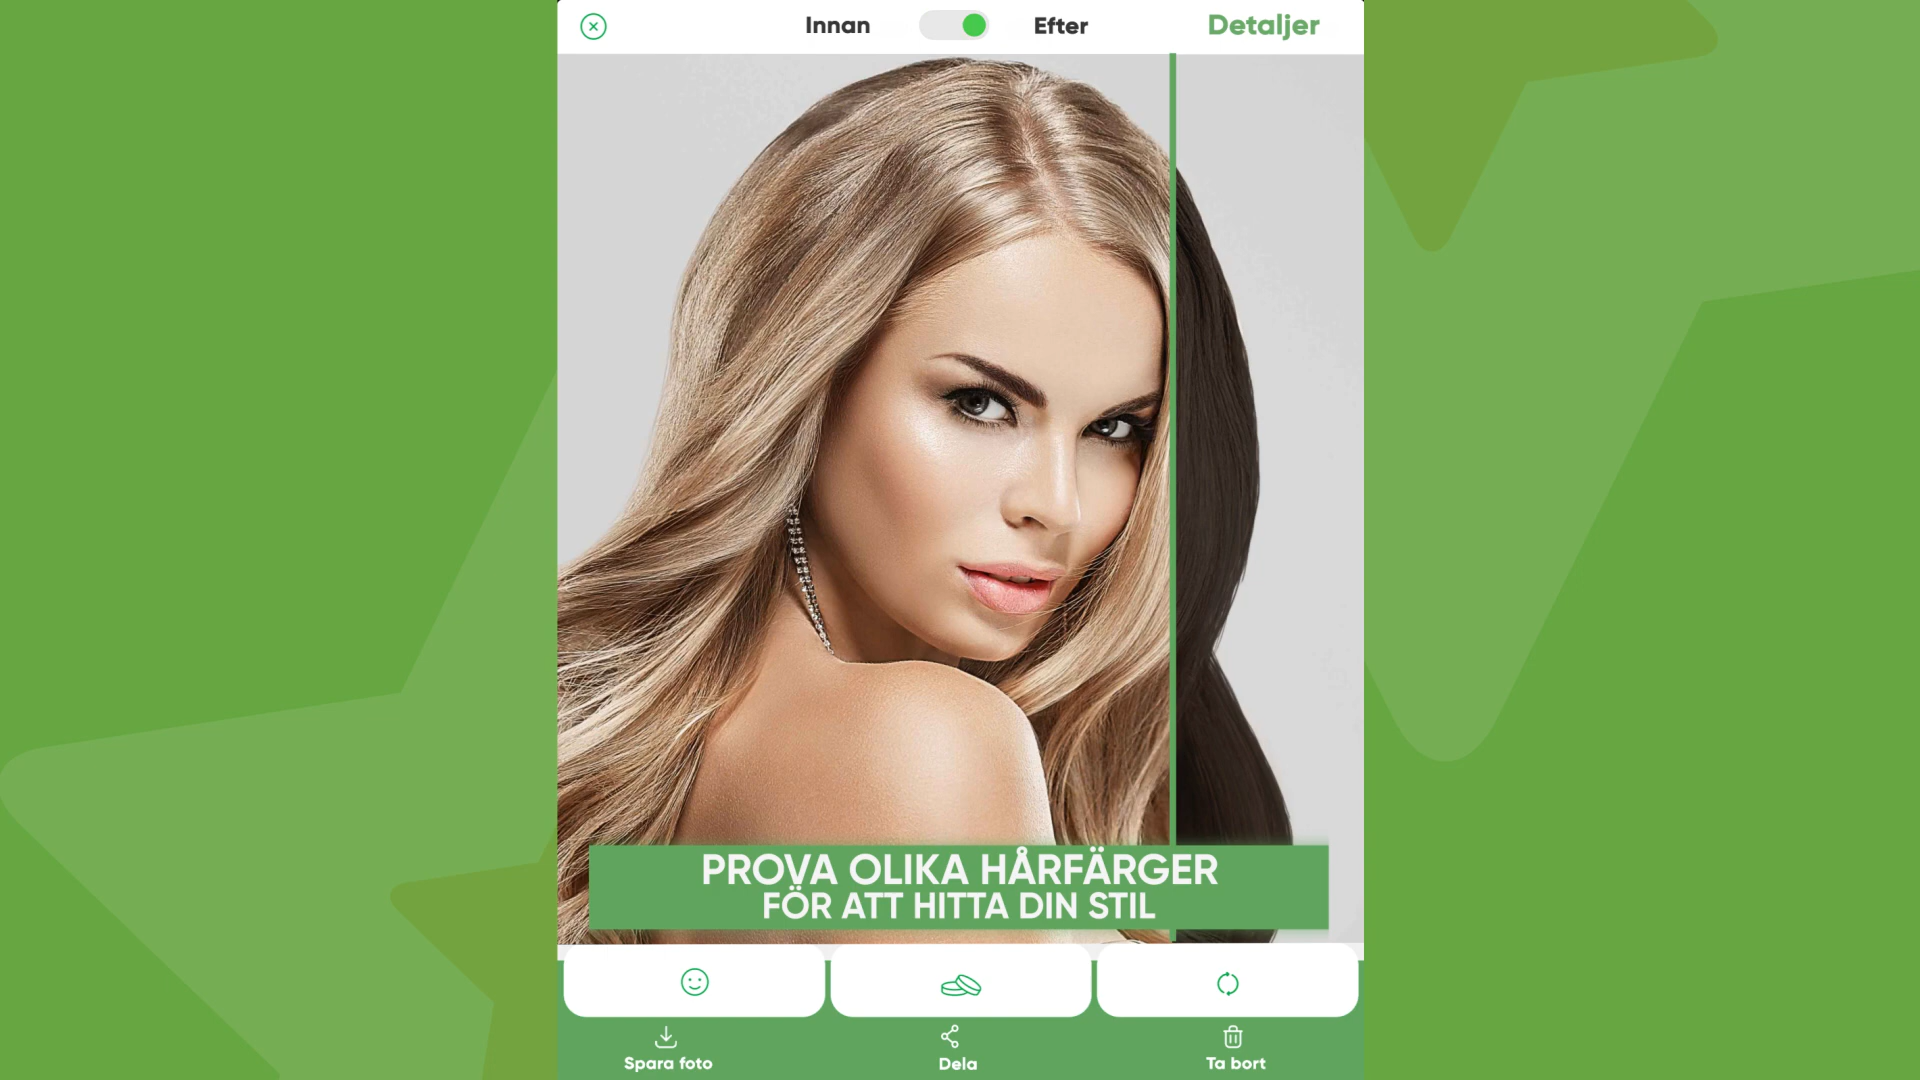 Innan
Efter
Detaljer
PROVA OLIKA HÅRFÄRGER
FÖR ATT HITTA DIN STIL
Spara foto
Dela
Ta bort